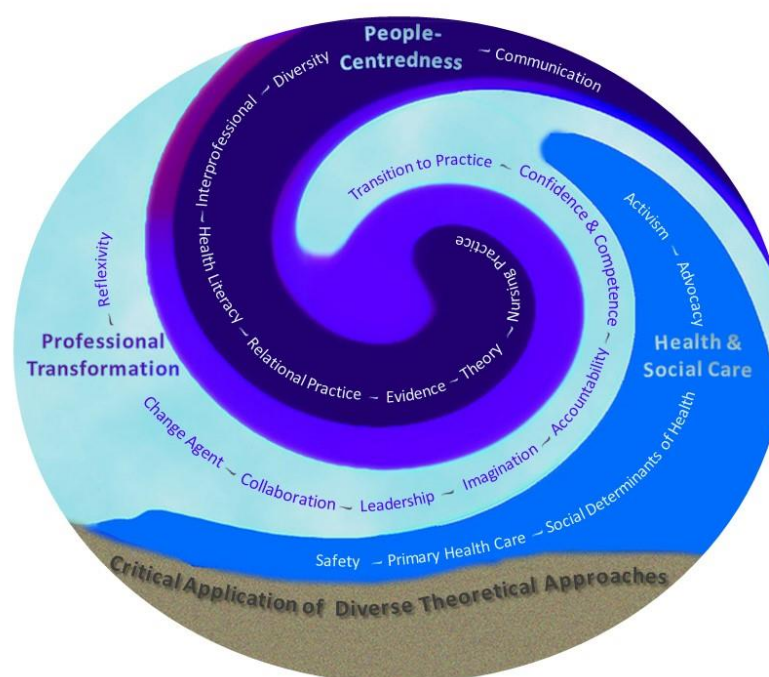 People-
Centredness
~ Communication
Nursing Practice ~ Theory ~ Evidence ~ Relational Practice ~ Health Literacy ~ Interprofessional ~ Diversity
Transition to Practice ~ Confidence & Competence ~ Accountability ~ Imagination ~ Leadership ~ Collaboration ~ Change Agent
Professional
Transformation
~ Reflexivity
Health &
Social Care
Activism ~ Advocacy
Safety ~ Primary Health Care ~ Social Determinants of Health
Critical Application of Diverse Theoretical Approaches